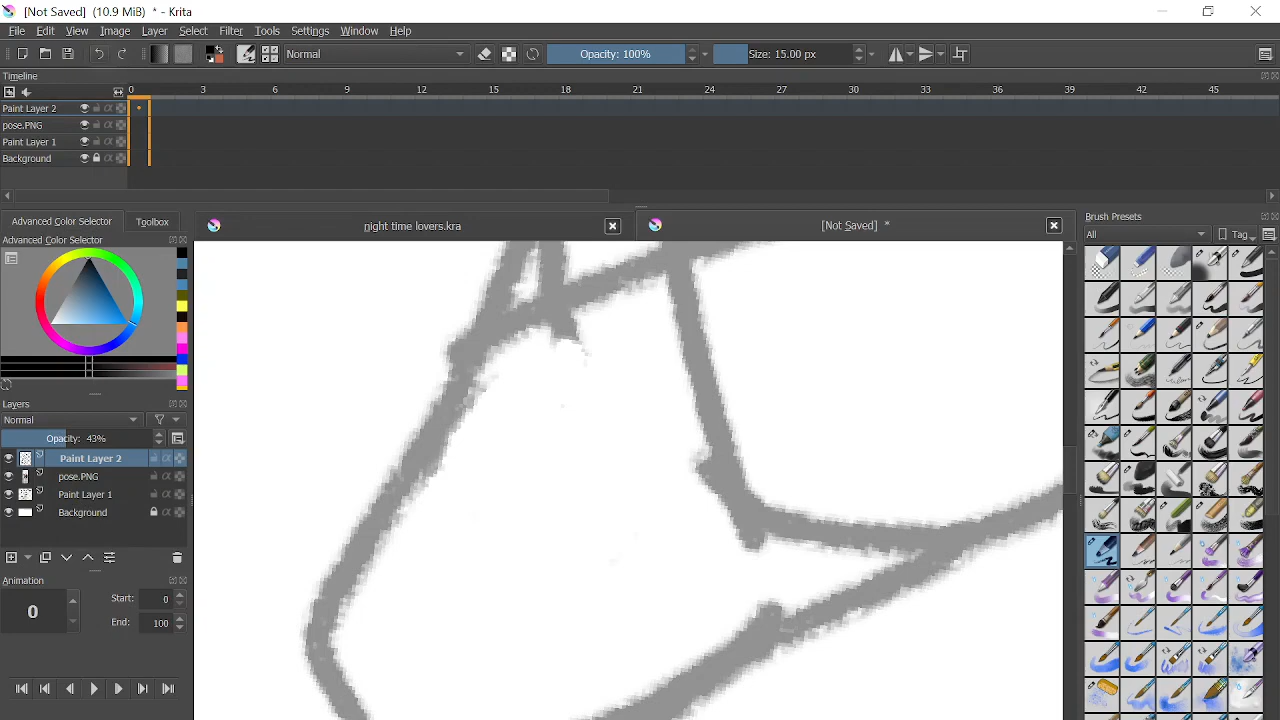 [Not Saved] (10.9 MiB) * - Krita
File Edit View Image Layer Select Filter Tools Settings Window Help
Normal Opacity: 100% Size: 15.00 px
Timeline
0 3 6 9 12 15 18 21 24 27 30 33 36 39 42 45
Paint Layer 2
pose.PNG
Paint Layer 1
Background
Advanced Color Selector Toolbox
night time lovers.kra
[Not Saved] *
Brush Presets
All Tag
Advanced Color Selector
Layers
Normal
Opacity: 43%
Paint Layer 2
pose.PNG
Paint Layer 1
Background
Animation
0 Start: 0
End: 100